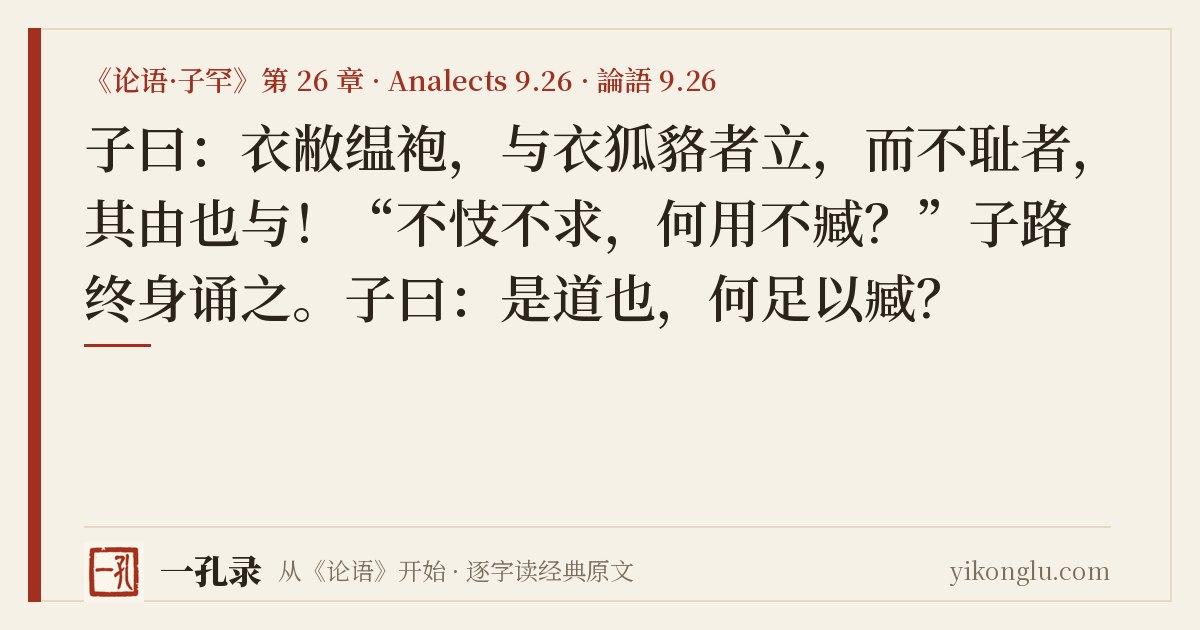 《论语·子罕》第 26 章 · Analects 9.26 · 論語 9.26
子曰：衣敝缊袍，与衣狐貉者立，而不耻者，
其由也与！“不忮不求，何用不臧？”子路
终身诵之。子曰：是道也，何足以臧？
一孔
一孔录 从《论语》开始 · 逐字读经典原文 yikonglu.com